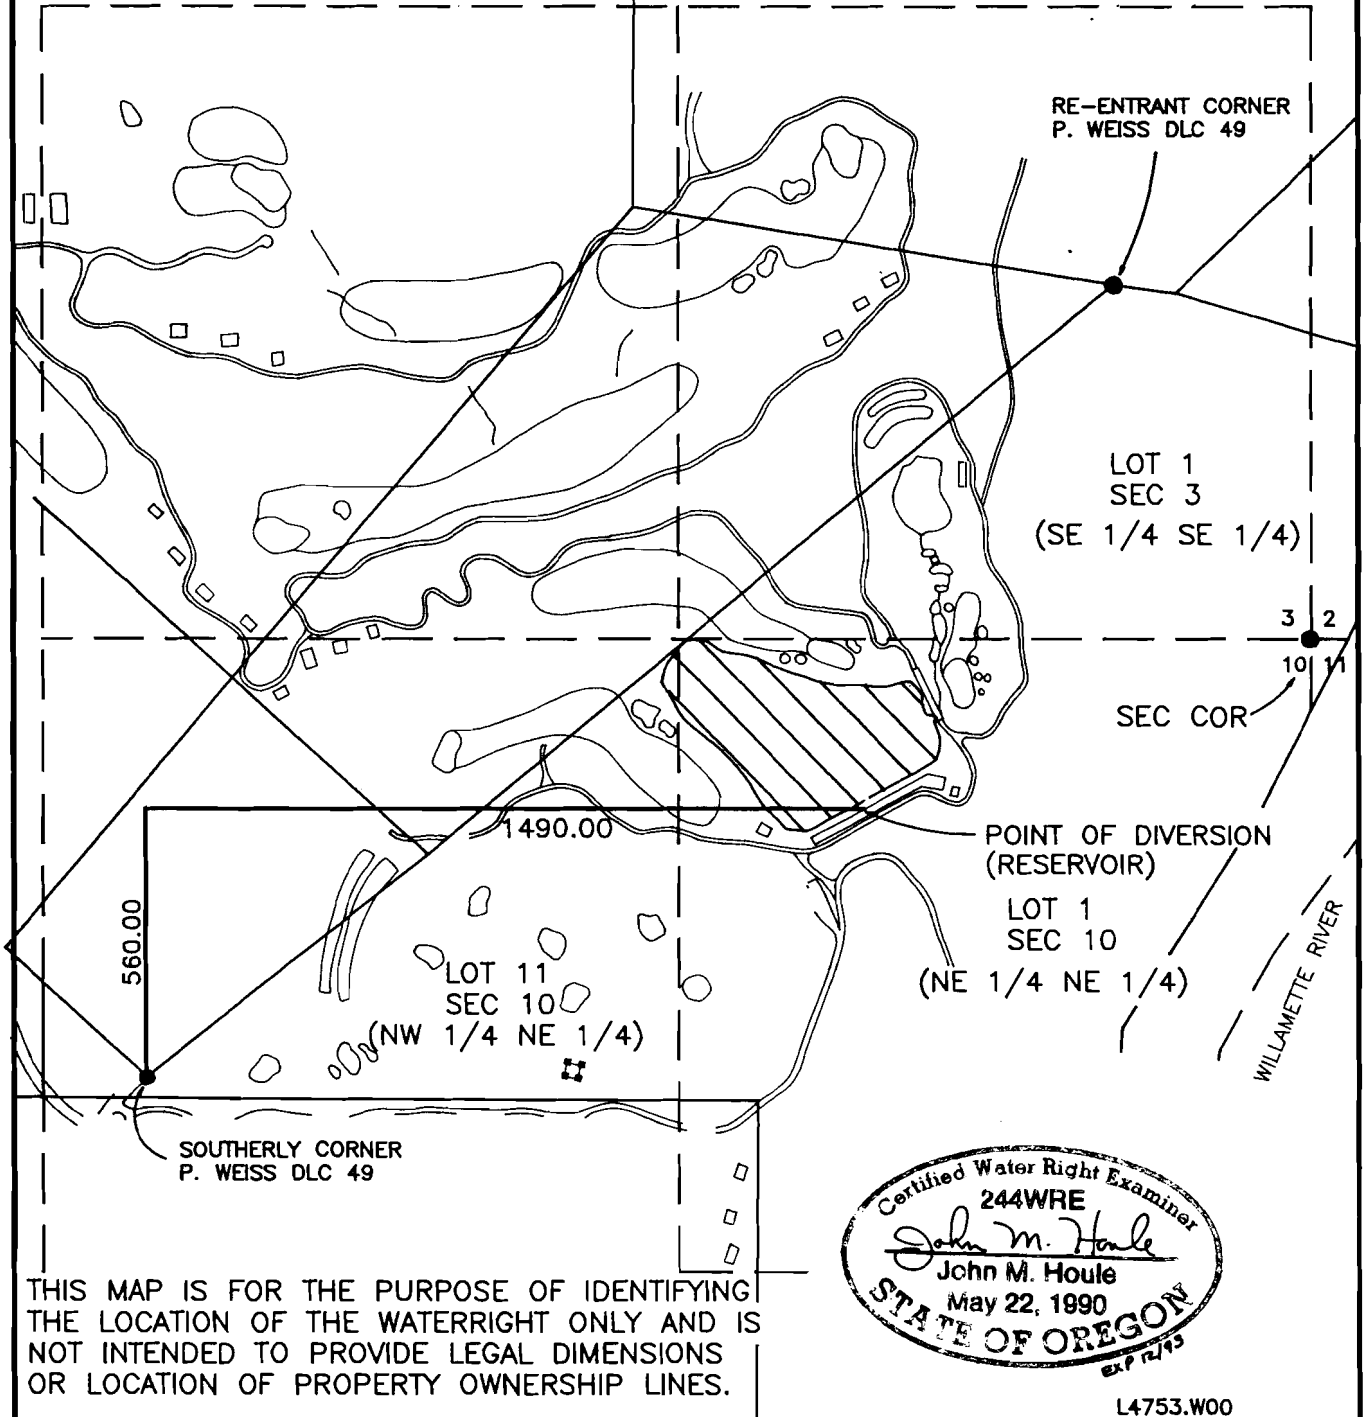 RE-ENTRANT CORNER
P. WEISS DLC 49
LOT 1
SEC 3
(SE 1/4 SE 1/4)
3 2
10 11
SEC COR
1490.00
POINT OF DIVERSION
(RESERVOIR)
560.00
LOT 1
SEC 10
(NE 1/4 NE 1/4)
LOT 11
SEC 10
(NW 1/4 NE 1/4)
WILLAMETTE RIVER
SOUTHERLY CORNER
P. WEISS DLC 49
Certified Water Right Examiner
244WRE
John M. Houle
John M. Houle
May 22, 1990
STATE OF OREGON
EXP 12/93
THIS MAP IS FOR THE PURPOSE OF IDENTIFYING
THE LOCATION OF THE WATERRIGHT ONLY AND IS
NOT INTENDED TO PROVIDE LEGAL DIMENSIONS
OR LOCATION OF PROPERTY OWNERSHIP LINES.
L4753.W00